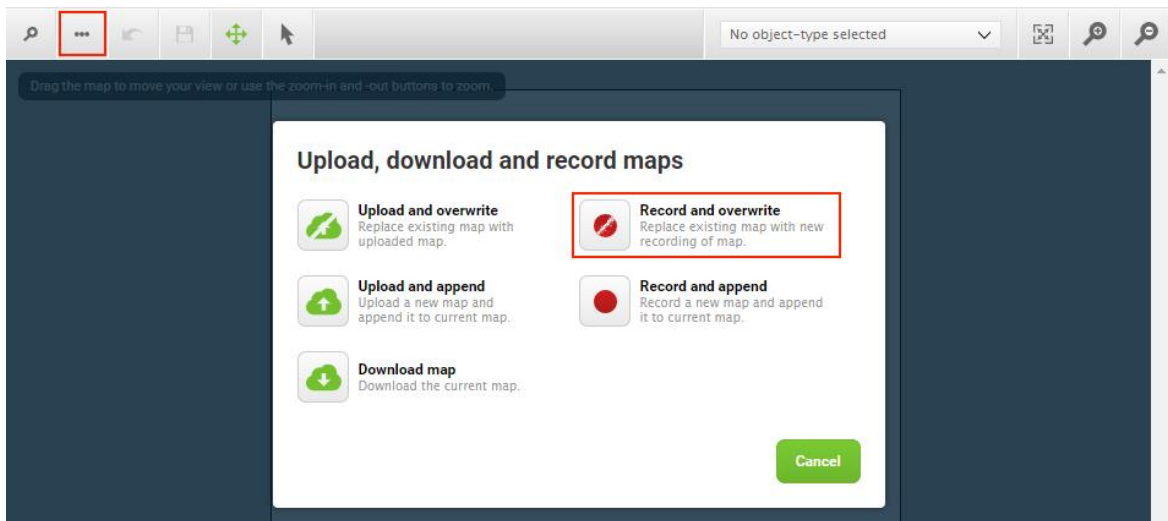 No object-type selected
Drag the map to move your view or use the zoom-in and -out buttons to zoom.
Upload, download and record maps
Upload and overwrite
Replace existing map with
uploaded map.
Record and overwrite
Replace existing map with new
recording of map.
Upload and append
Upload a new map and
append it to current map.
Record and append
Record a new map and append
it to current map.
Download map
Download the current map.
Cancel